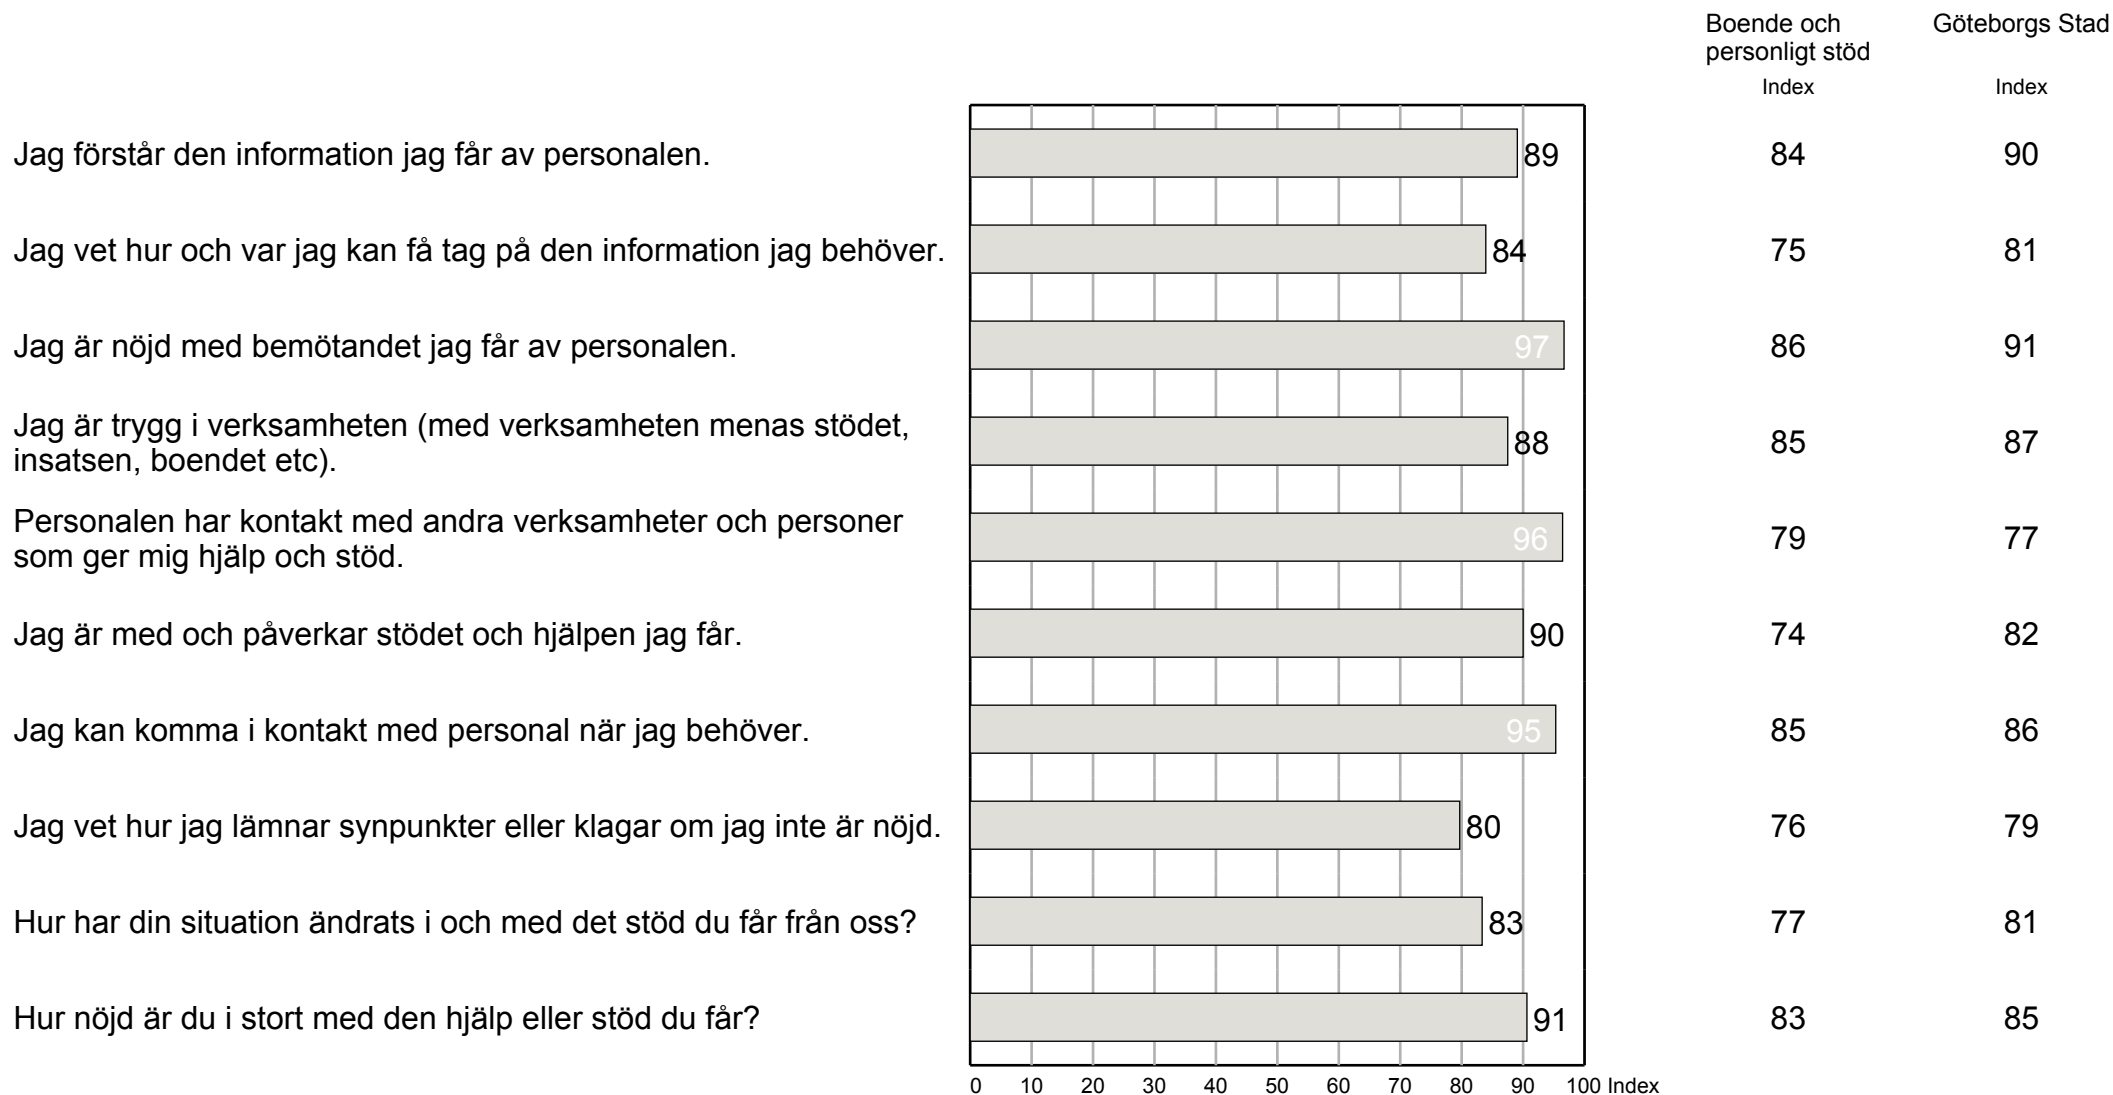 Boende och
personligt stöd
Göteborgs Stad
Index
Index
Jag förstår den information jag får av personalen.
89
84
90
Jag vet hur och var jag kan få tag på den information jag behöver.
84
75
81
Jag är nöjd med bemötandet jag får av personalen.
97
86
91
Jag är trygg i verksamheten (med verksamheten menas stödet,
insatsen, boendet etc).
88
85
87
Personalen har kontakt med andra verksamheter och personer
som ger mig hjälp och stöd.
96
79
77
Jag är med och påverkar stödet och hjälpen jag får.
90
74
82
Jag kan komma i kontakt med personal när jag behöver.
95
85
86
Jag vet hur jag lämnar synpunkter eller klagar om jag inte är nöjd.
80
76
79
Hur har din situation ändrats i och med det stöd du får från oss?
83
77
81
Hur nöjd är du i stort med den hjälp eller stöd du får?
91
83
85
0 10 20 30 40 50 60 70 80 90 100 Index